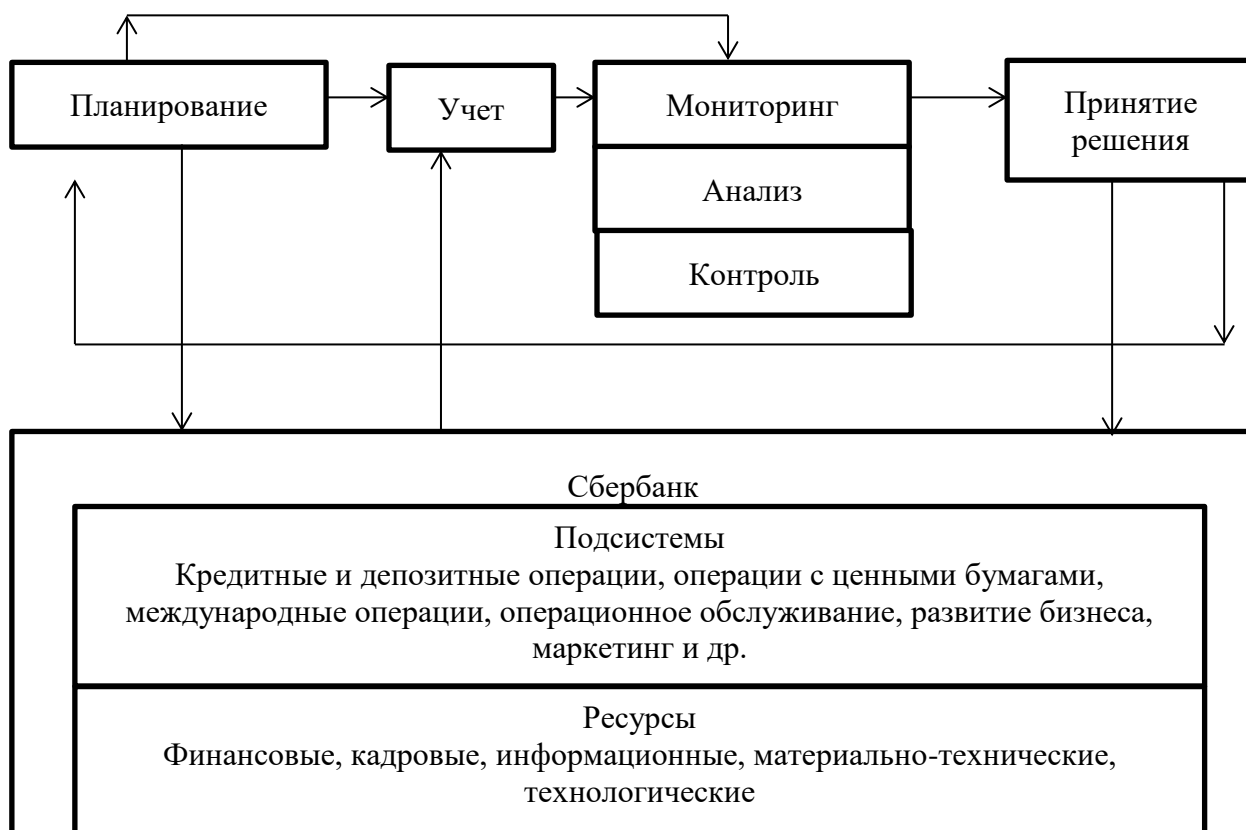 Планирование
Учет
Мониторинг
Принятие
решения
Анализ
Контроль
Сбербанк
Подсистемы
Кредитные и депозитные операции, операции с ценными бумагами,
международные операции, операционное обслуживание, развитие бизнеса,
маркетинг и др.
Ресурсы
Финансовые, кадровые, информационные, материально-технические,
технологические